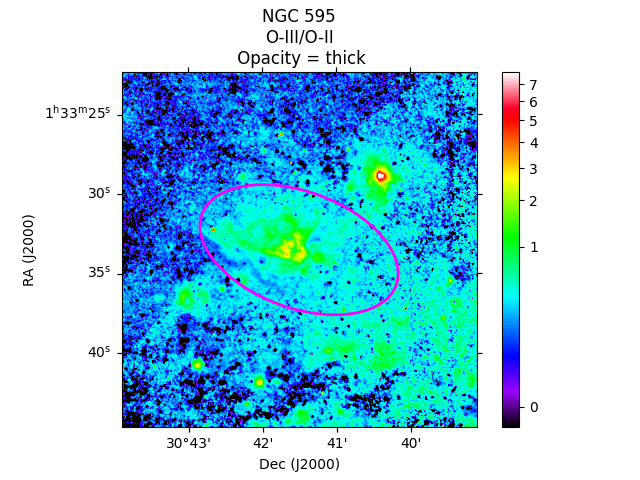 NGC 595
O-III/O-II
Opacity = thick
1ʰ33ᵐ25ˢ
30ˢ
35ˢ
40ˢ
RA (J2000)
30°43'
42'
41'
40'
Dec (J2000)
7
6
5
4
3
2
1
0